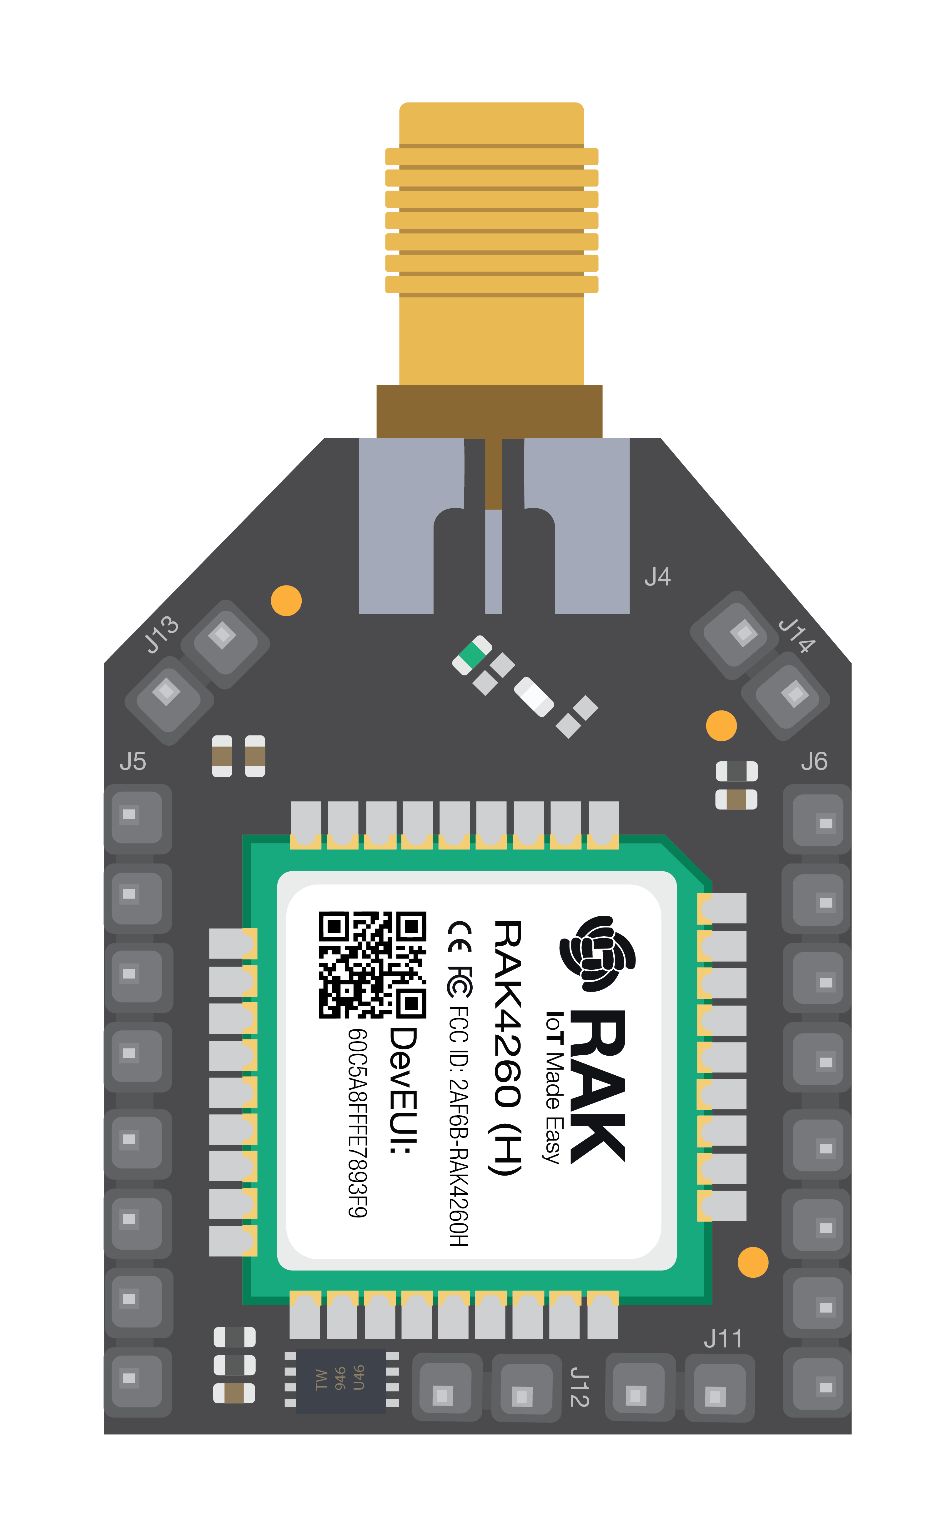 J4
J13
J14
J5
J6
RAK
IoT Made Easy
RAK4260 (H)
CE FC FCC ID: 2AF6B-RAK4260H
DevEUI:
60C5A8FFFE7893F9
J11
J12
U46
946
TW